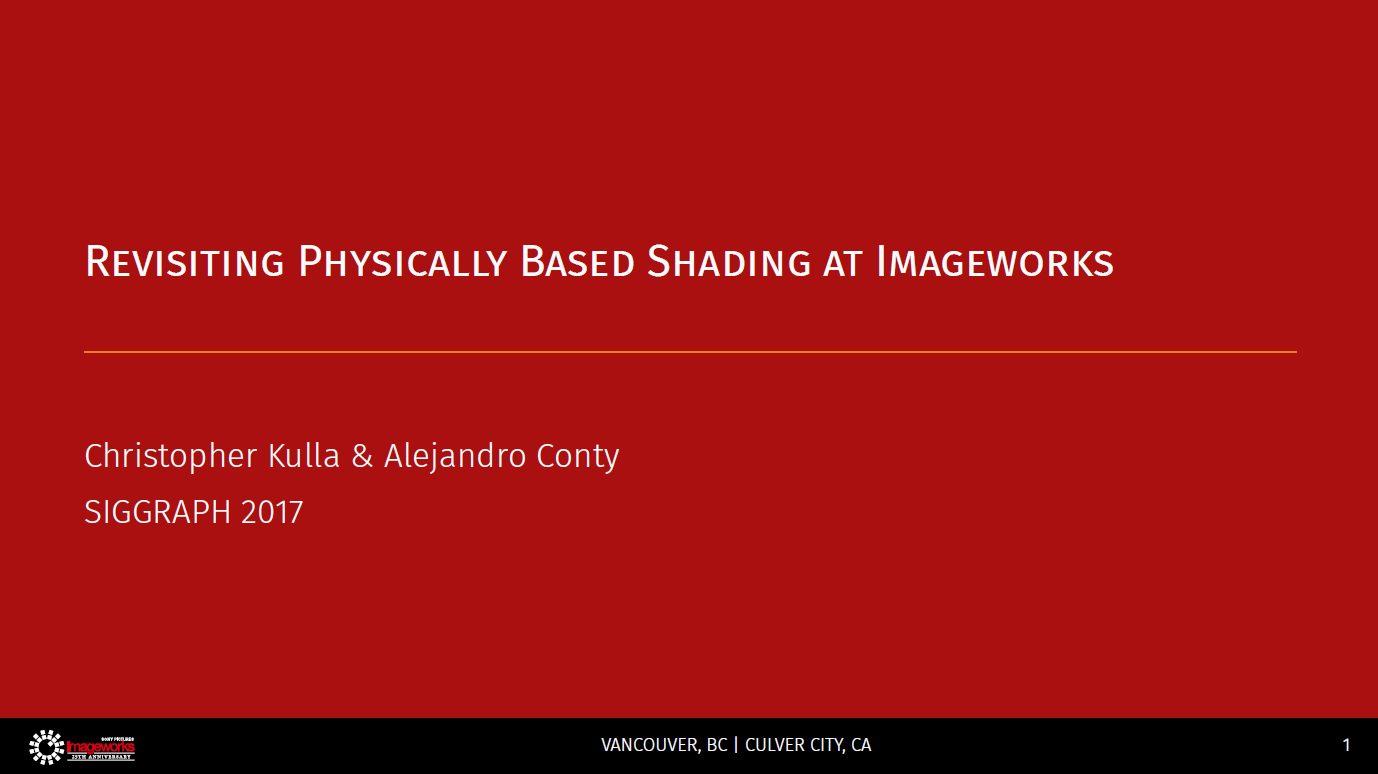 Revisiting Physically Based Shading at Imageworks
Christopher Kulla & Alejandro Conty
SIGGRAPH 2017
SONY PICTURES
imageworks
25TH ANNIVERSARY
VANCOUVER, BC | CULVER CITY, CA
1